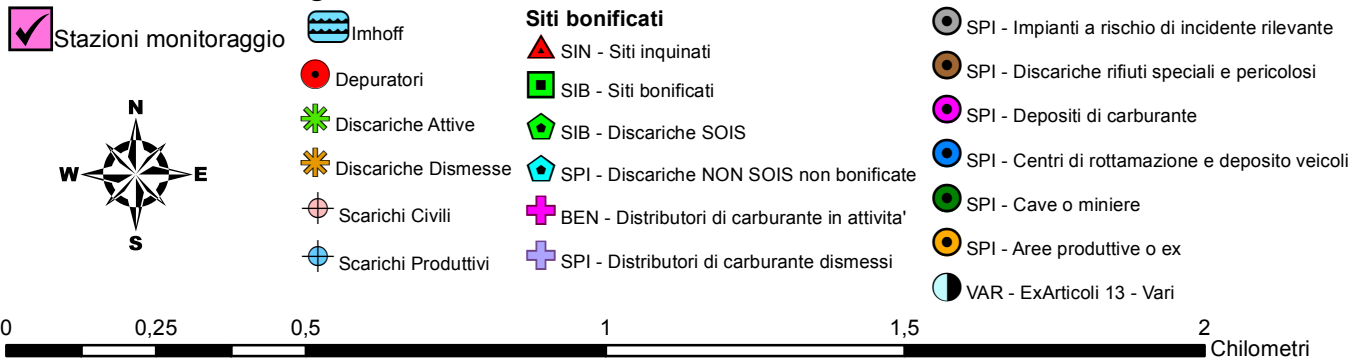 Stazioni monitoraggio
N
W
E
S
Imhoff
Depuratori
Discariche Attive
Discariche Dismesse
Scarichi Civili
Scarichi Produttivi
Siti bonificati
SIN - Siti inquinati
SIB - Siti bonificati
SIB - Discariche SOIS
SPI - Discariche NON SOIS non bonificate
BEN - Distributori di carburante in attivita'
SPI - Distributori di carburante dismessi
SPI - Impianti a rischio di incidente rilevante
SPI - Discariche rifiuti speciali e pericolosi
SPI - Depositi di carburante
SPI - Centri di rottamazione e deposito veicoli
SPI - Cave o miniere
SPI - Aree produttive o ex
VAR - ExArticoli 13 - Vari
0 0,25 0,5 1 1,5 2
Chilometri